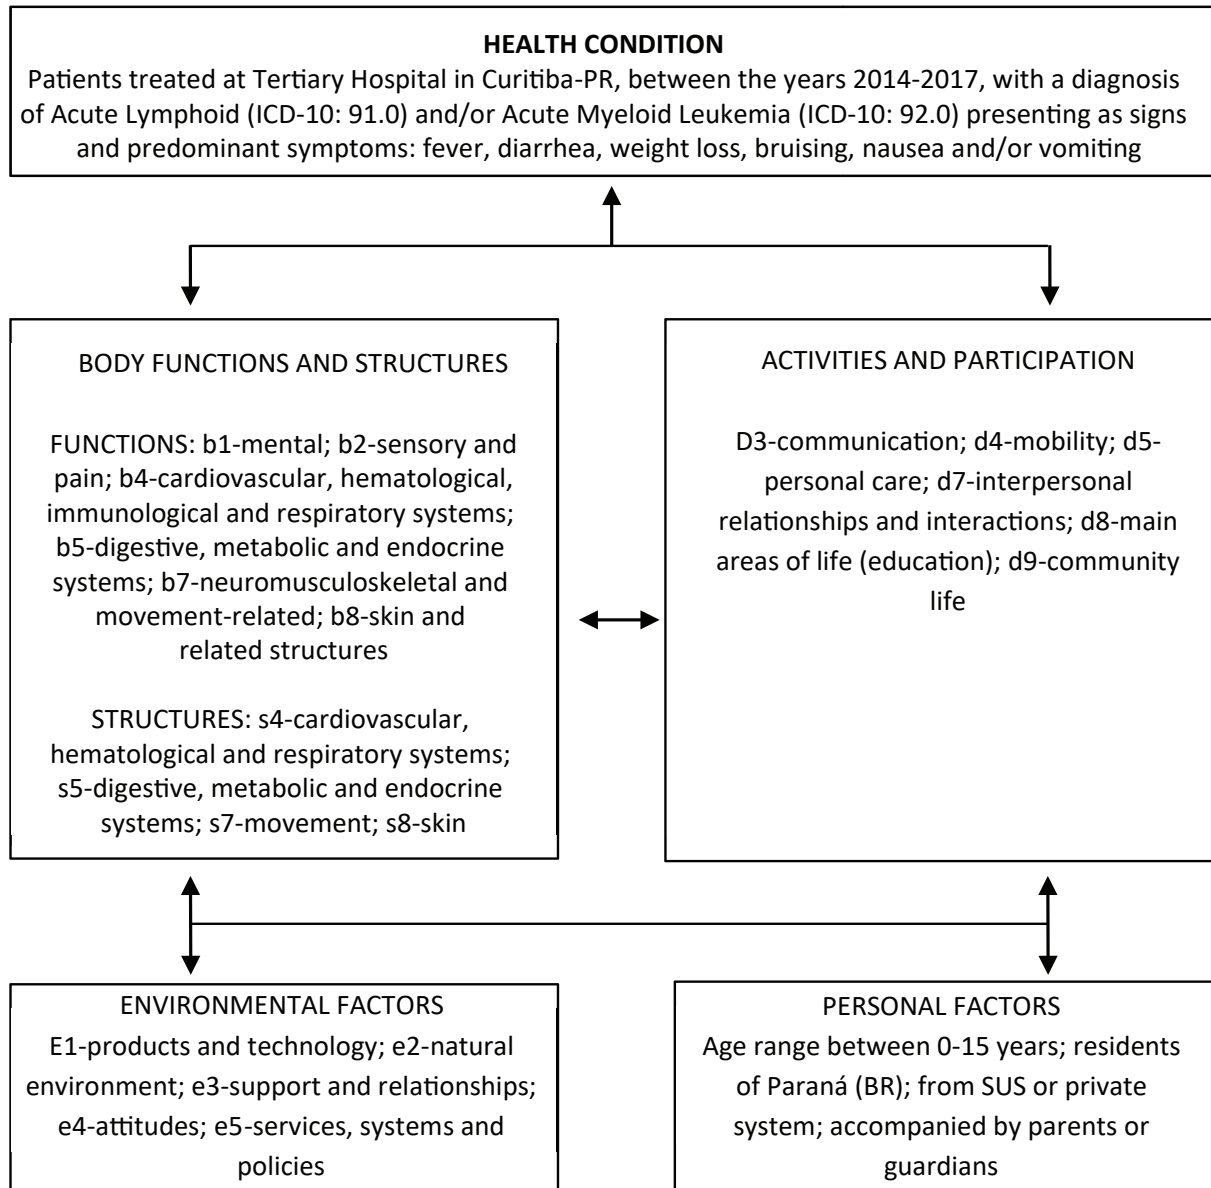 HEALTH CONDITION
Patients treated at Tertiary Hospital in Curitiba-PR, between the years 2014-2017, with a diagnosis
of Acute Lymphoid (ICD-10: 91.0) and/or Acute Myeloid Leukemia (ICD-10: 92.0) presenting as signs
and predominant symptoms: fever, diarrhea, weight loss, bruising, nausea and/or vomiting
BODY FUNCTIONS AND STRUCTURES
FUNCTIONS: b1-mental; b2-sensory and
pain; b4-cardiovascular, hematological,
immunological and respiratory systems;
b5-digestive, metabolic and endocrine
systems; b7-neuromusculoskeletal and
movement-related; b8-skin and
related structures
STRUCTURES: s4-cardiovascular,
hematological and respiratory systems;
s5-digestive, metabolic and endocrine
systems; s7-movement; s8-skin
ACTIVITIES AND PARTICIPATION
D3-communication; d4-mobility; d5-
personal care; d7-interpersonal
relationships and interactions; d8-main
areas of life (education); d9-community
life
ENVIRONMENTAL FACTORS
E1-products and technology; e2-natural
environment; e3-support and relationships;
e4-attitudes; e5-services, systems and
policies
PERSONAL FACTORS
Age range between 0-15 years; residents
of Paraná (BR); from SUS or private
system; accompanied by parents or
guardians